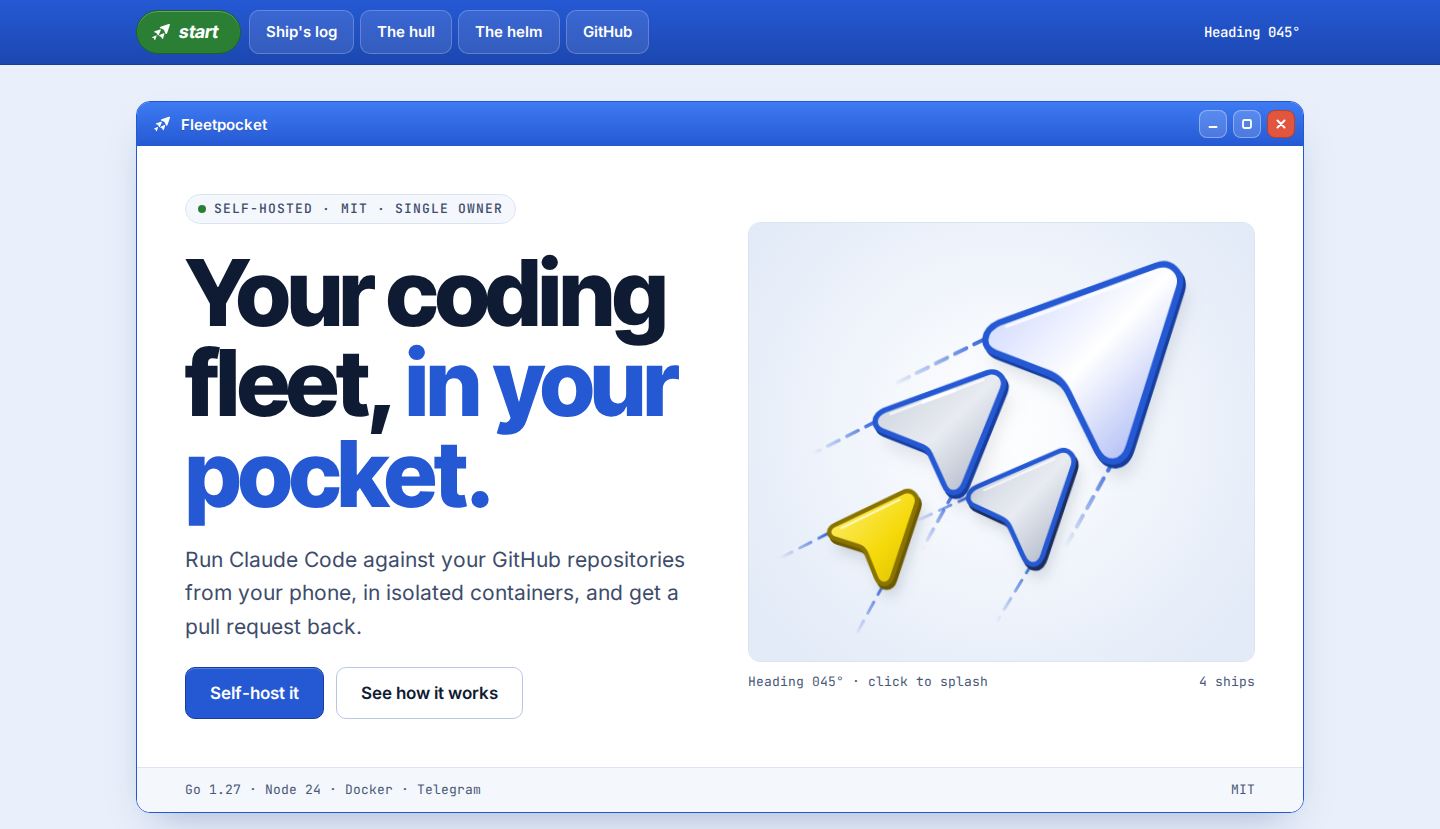 start
Ship's log
The hull
The helm
GitHub
Heading 045°
Fleetpocket
SELF-HOSTED · MIT · SINGLE OWNER
Your coding
fleet, in your
pocket.
Run Claude Code against your GitHub repositories
from your phone, in isolated containers, and get a
pull request back.
Self-host it
See how it works
Heading 045° · click to splash
4 ships
Go 1.27 · Node 24 · Docker · Telegram
MIT